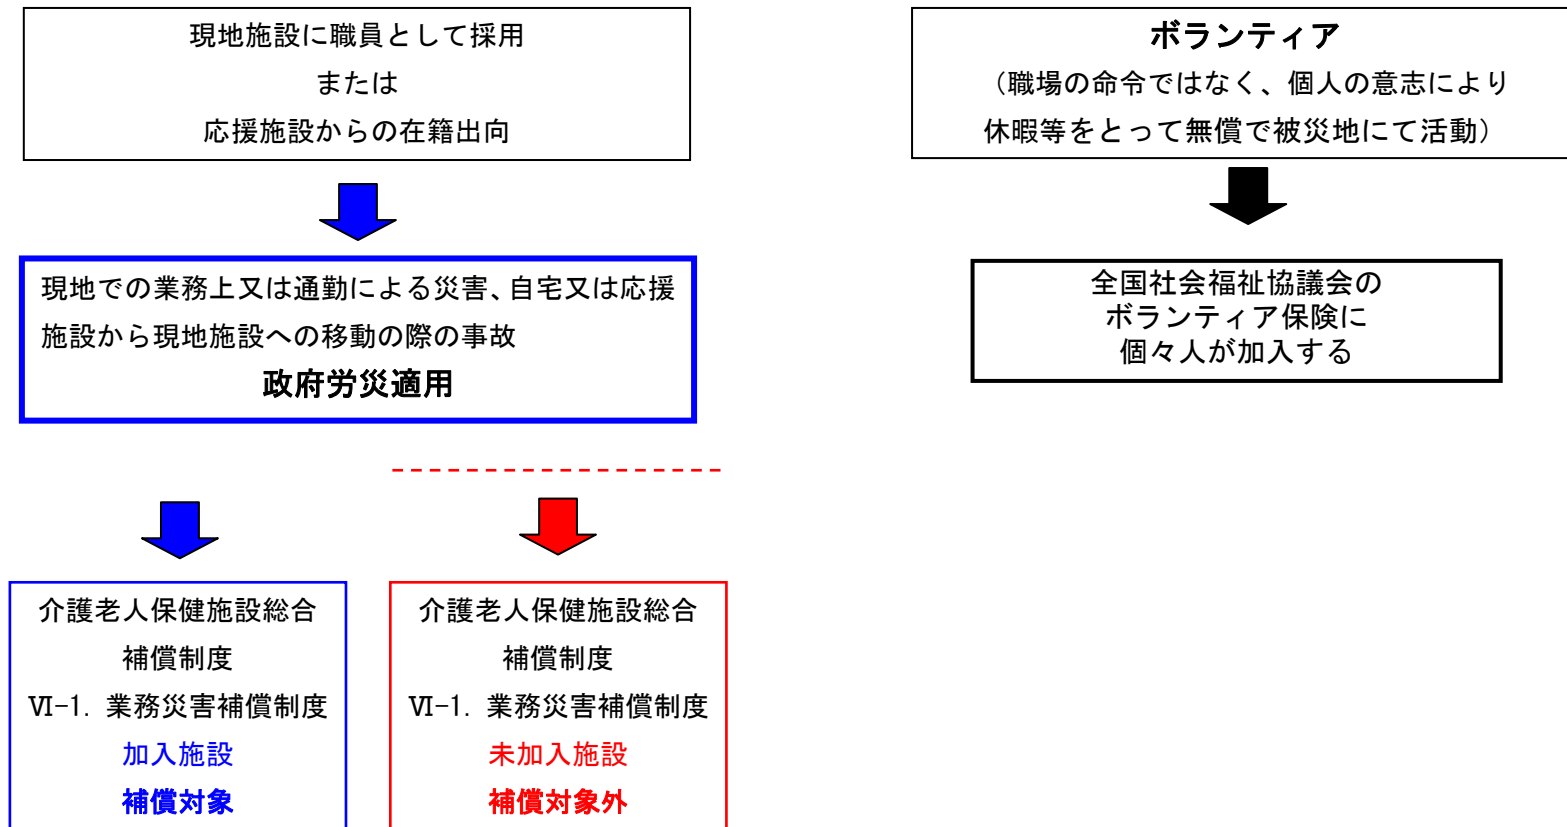 現地施設に職員として採用
または
応援施設からの在籍出向
ボランティア
（職場の命令ではなく、個人の意志により
休暇等をとって無償で被災地にて活動）
現地での業務上又は通勤による災害、自宅又は応援
施設から現地施設への移動の際の事故
政府労災適用
全国社会福祉協議会の
ボランティア保険に
個々人が加入する
介護老人保健施設総合
補償制度
Ⅵ-1. 業務災害補償制度
加入施設
補償対象
介護老人保健施設総合
補償制度
Ⅵ-1. 業務災害補償制度
未加入施設
補償対象外